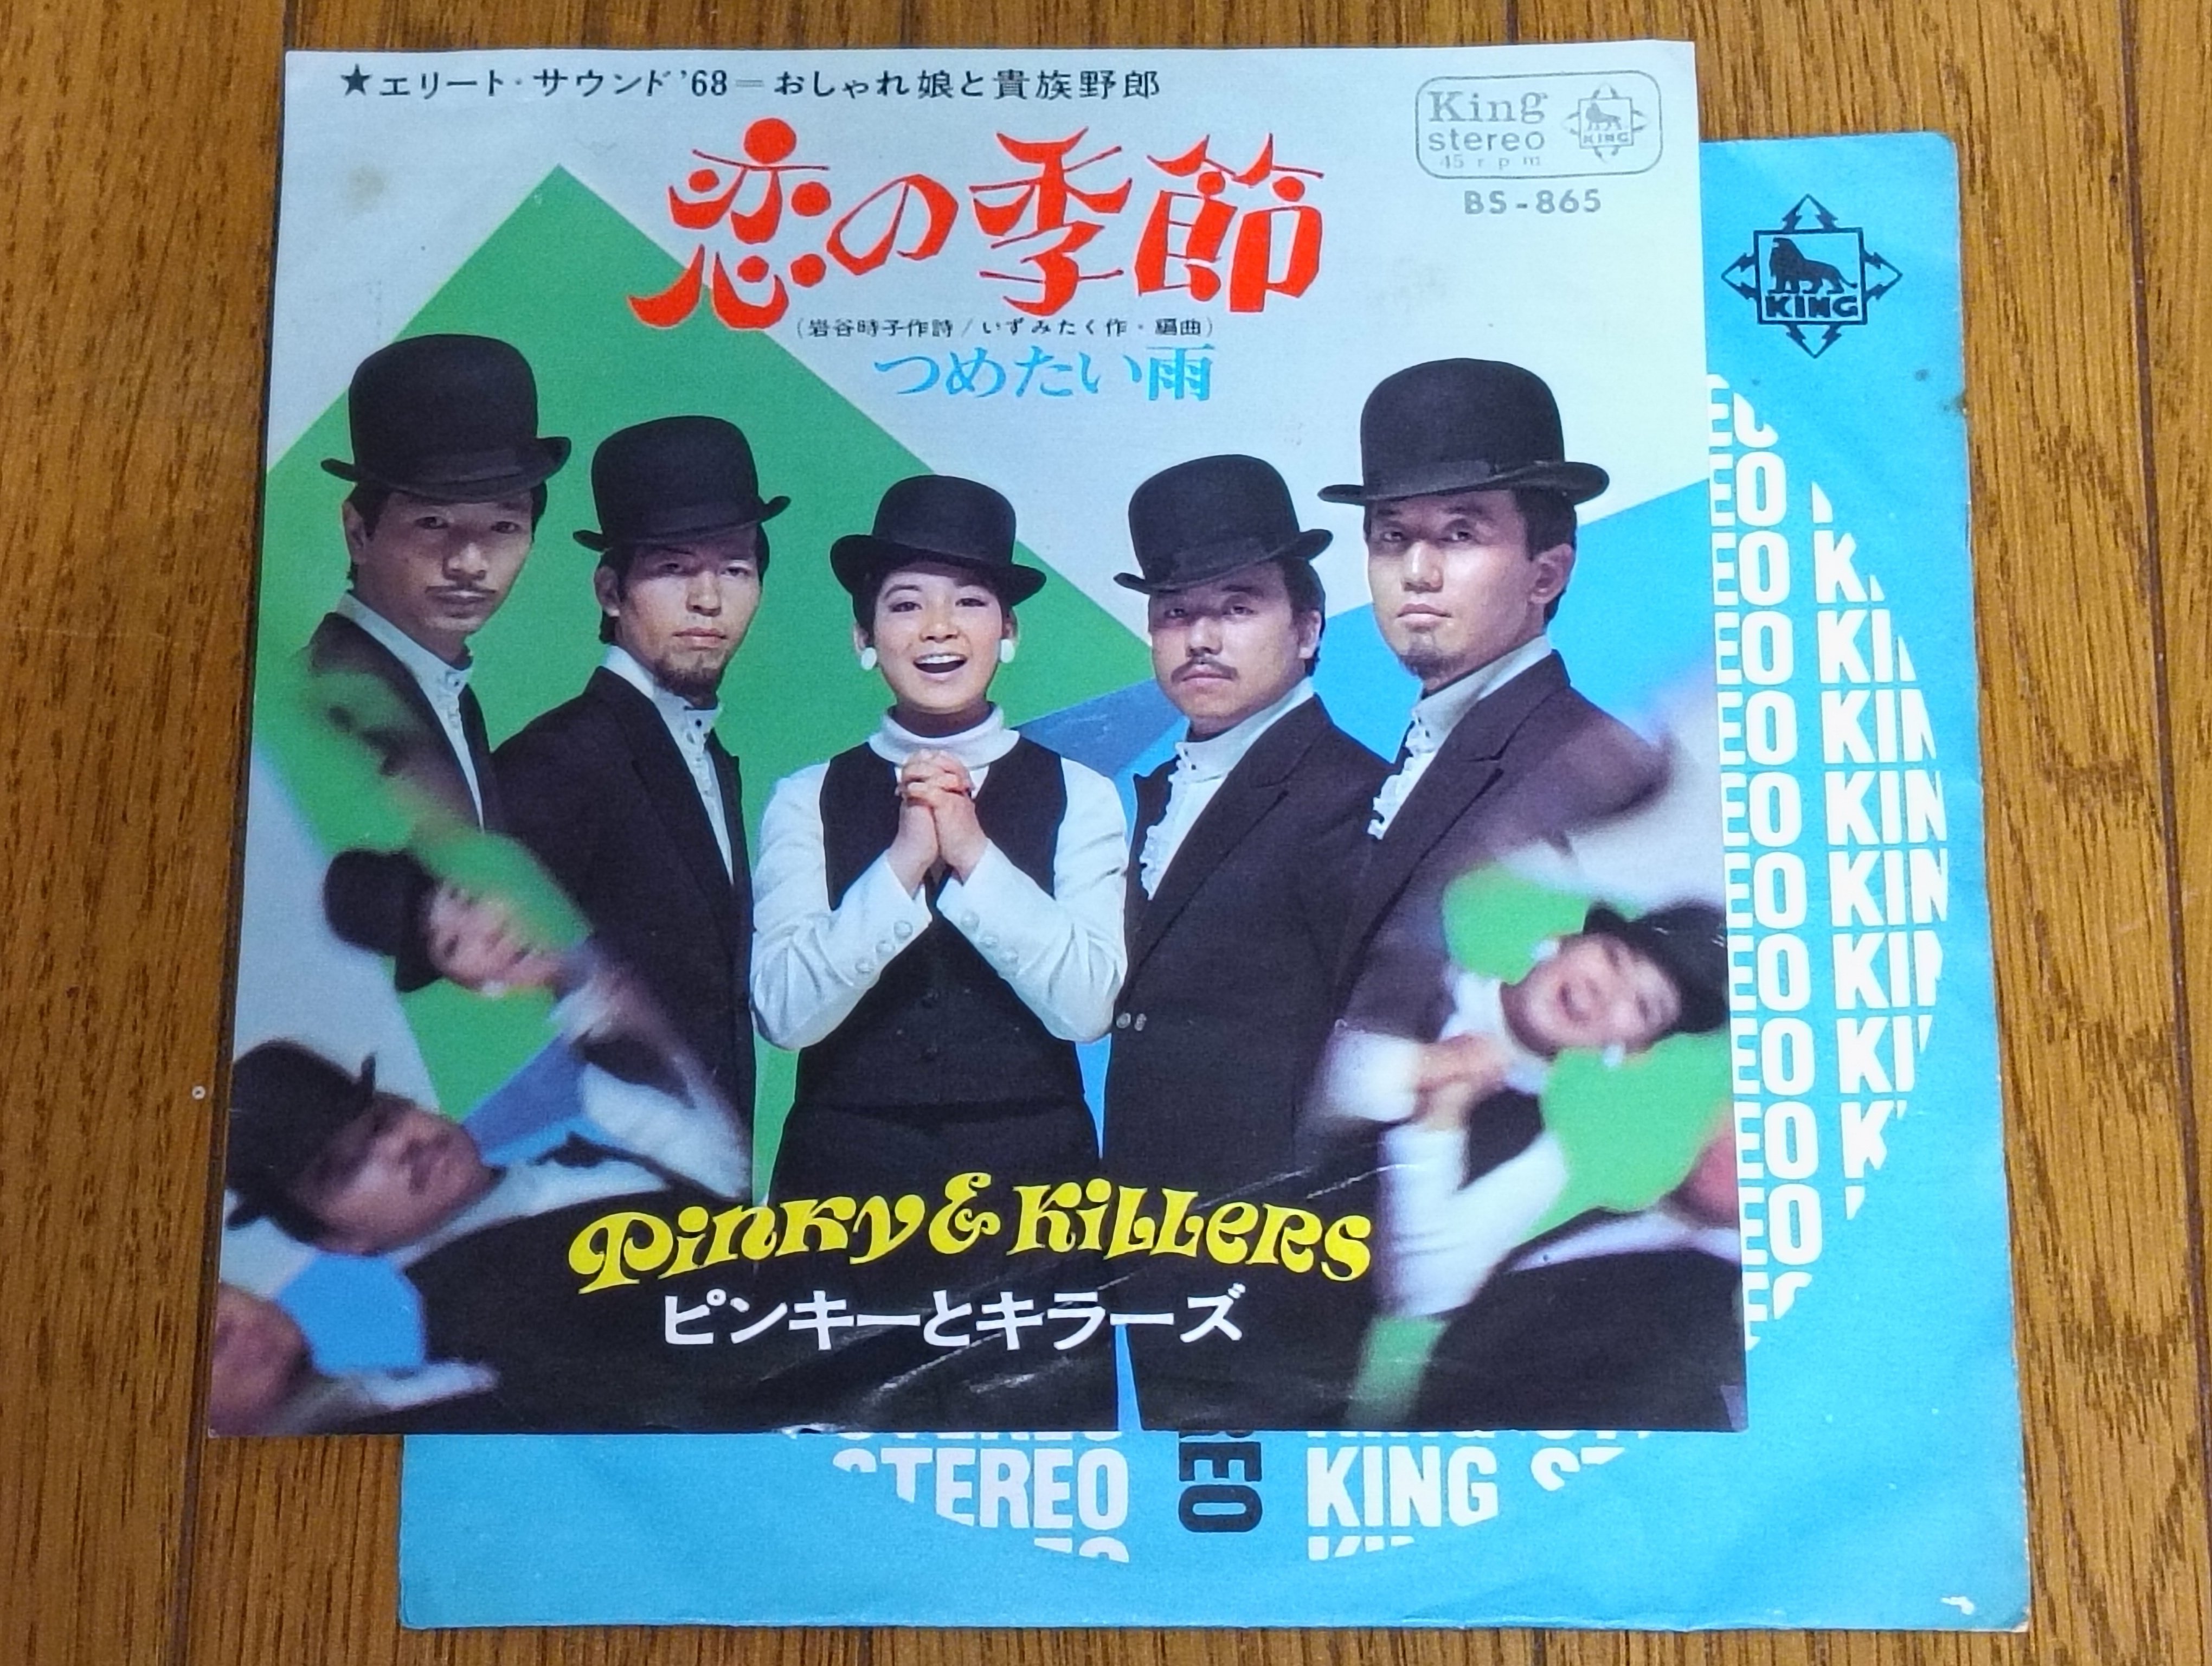 ★エリート・サウンド'68=おしゃれ娘と貴族野郎
King
stereo
45 rpm
KING
BS-865
恋の季節
(岩谷時子作詩/いずみたく作・編曲)
つめたい雨
Pinky & Killers
ピンキーとキラーズ
KING
STEREO
KING